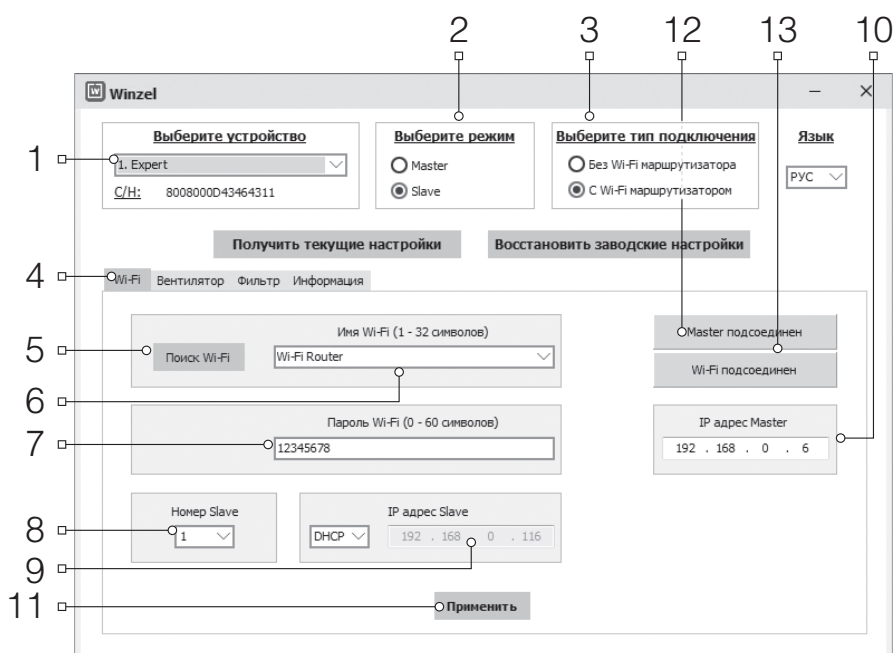 2 3 12 13 10
Winzel
1
Выберите устройство
1. Expert
С/Н: 8008000D43464311
Выберите режим
Master
Slave
Выберите тип подключения
Без Wi-Fi маршрутизатора
С Wi-Fi маршрутизатором
Язык
РУС
Получить текущие настройки
Восстановить заводские настройки
4
Wi-Fi Вентилятор Фильтр Информация
5
Поиск Wi-Fi
Имя Wi-Fi (1 - 32 символов)
Wi-Fi Router
6
Master подсоединен
Wi-Fi подсоединен
7
Пароль Wi-Fi (0 - 60 символов)
12345678
IP адрес Master
192 . 168 . 0 . 6
8
Номер Slave
1
9
IP адрес Slave
DHCP
192 . 168 . 0 . 116
11
Применить